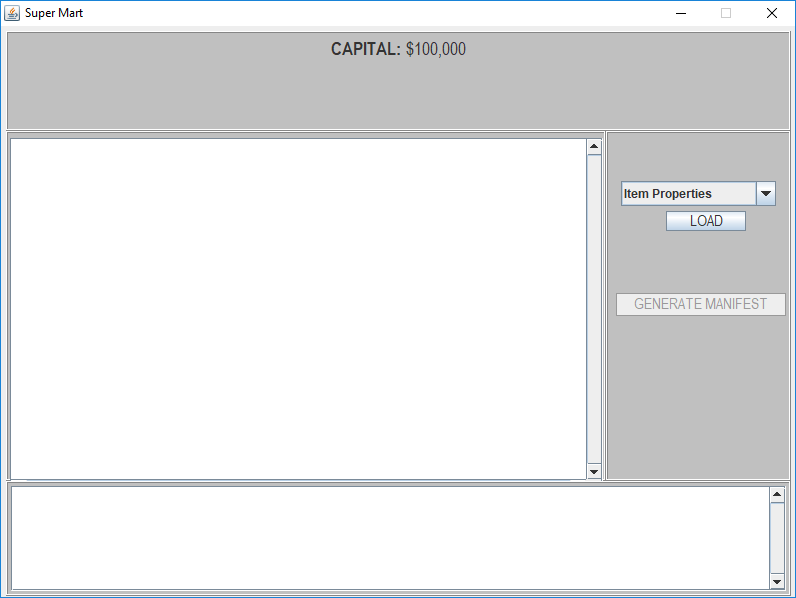 Super Mart
CAPITAL: $100,000
Item Properties
LOAD
GENERATE MANIFEST